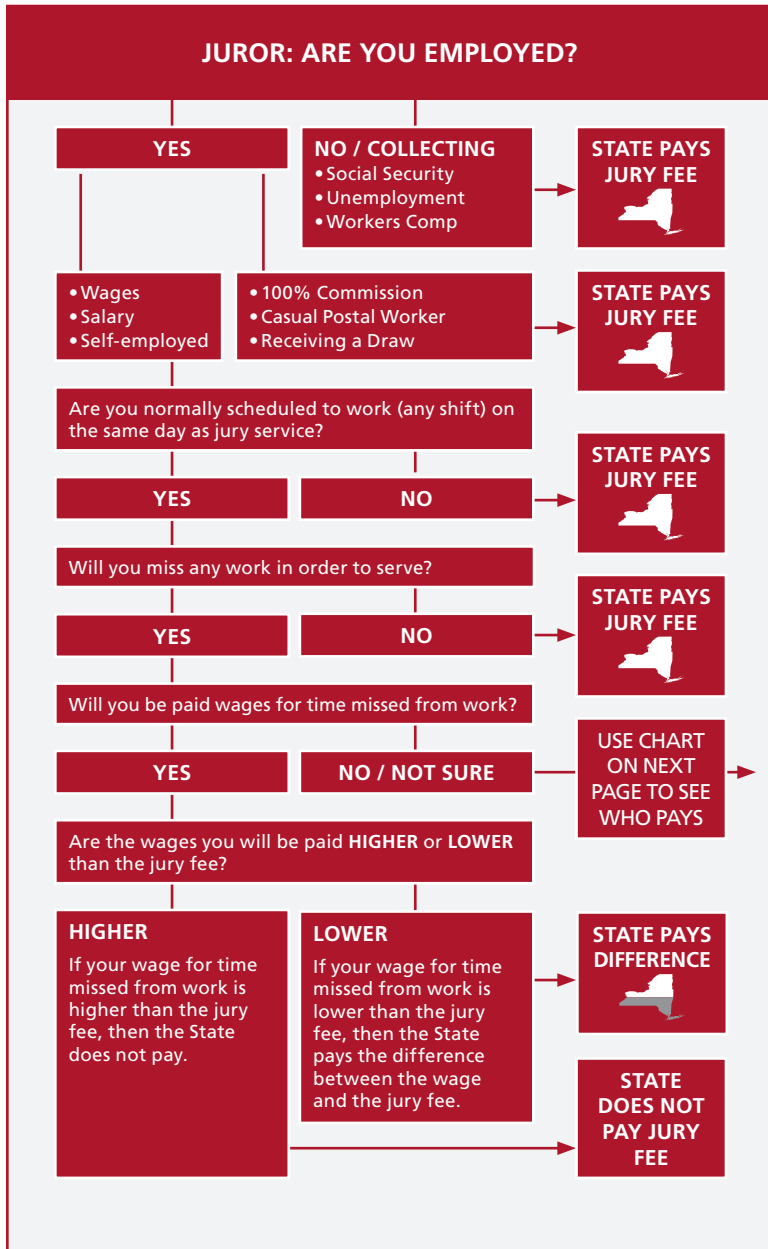 JUROR: ARE YOU EMPLOYED?
YES
NO / COLLECTING
• Social Security
• Unemployment
• Workers Comp
STATE PAYS
JURY FEE
• Wages
• Salary
• Self-employed
• 100% Commission
• Casual Postal Worker
• Receiving a Draw
STATE PAYS
JURY FEE
Are you normally scheduled to work (any shift) on
the same day as jury service?
YES
NO
STATE PAYS
JURY FEE
Will you miss any work in order to serve?
YES
NO
STATE PAYS
JURY FEE
Will you be paid wages for time missed from work?
YES
NO / NOT SURE
USE CHART
ON NEXT
PAGE TO SEE
WHO PAYS
Are the wages you will be paid HIGHER or LOWER
than the jury fee?
HIGHER
If your wage for time
missed from work is
higher than the jury
fee, then the State
does not pay.
LOWER
If your wage for time
missed from work is
lower than the jury
fee, then the State
pays the difference
between the wage
and the jury fee.
STATE PAYS
DIFFERENCE
STATE
DOES NOT
PAY JURY
FEE